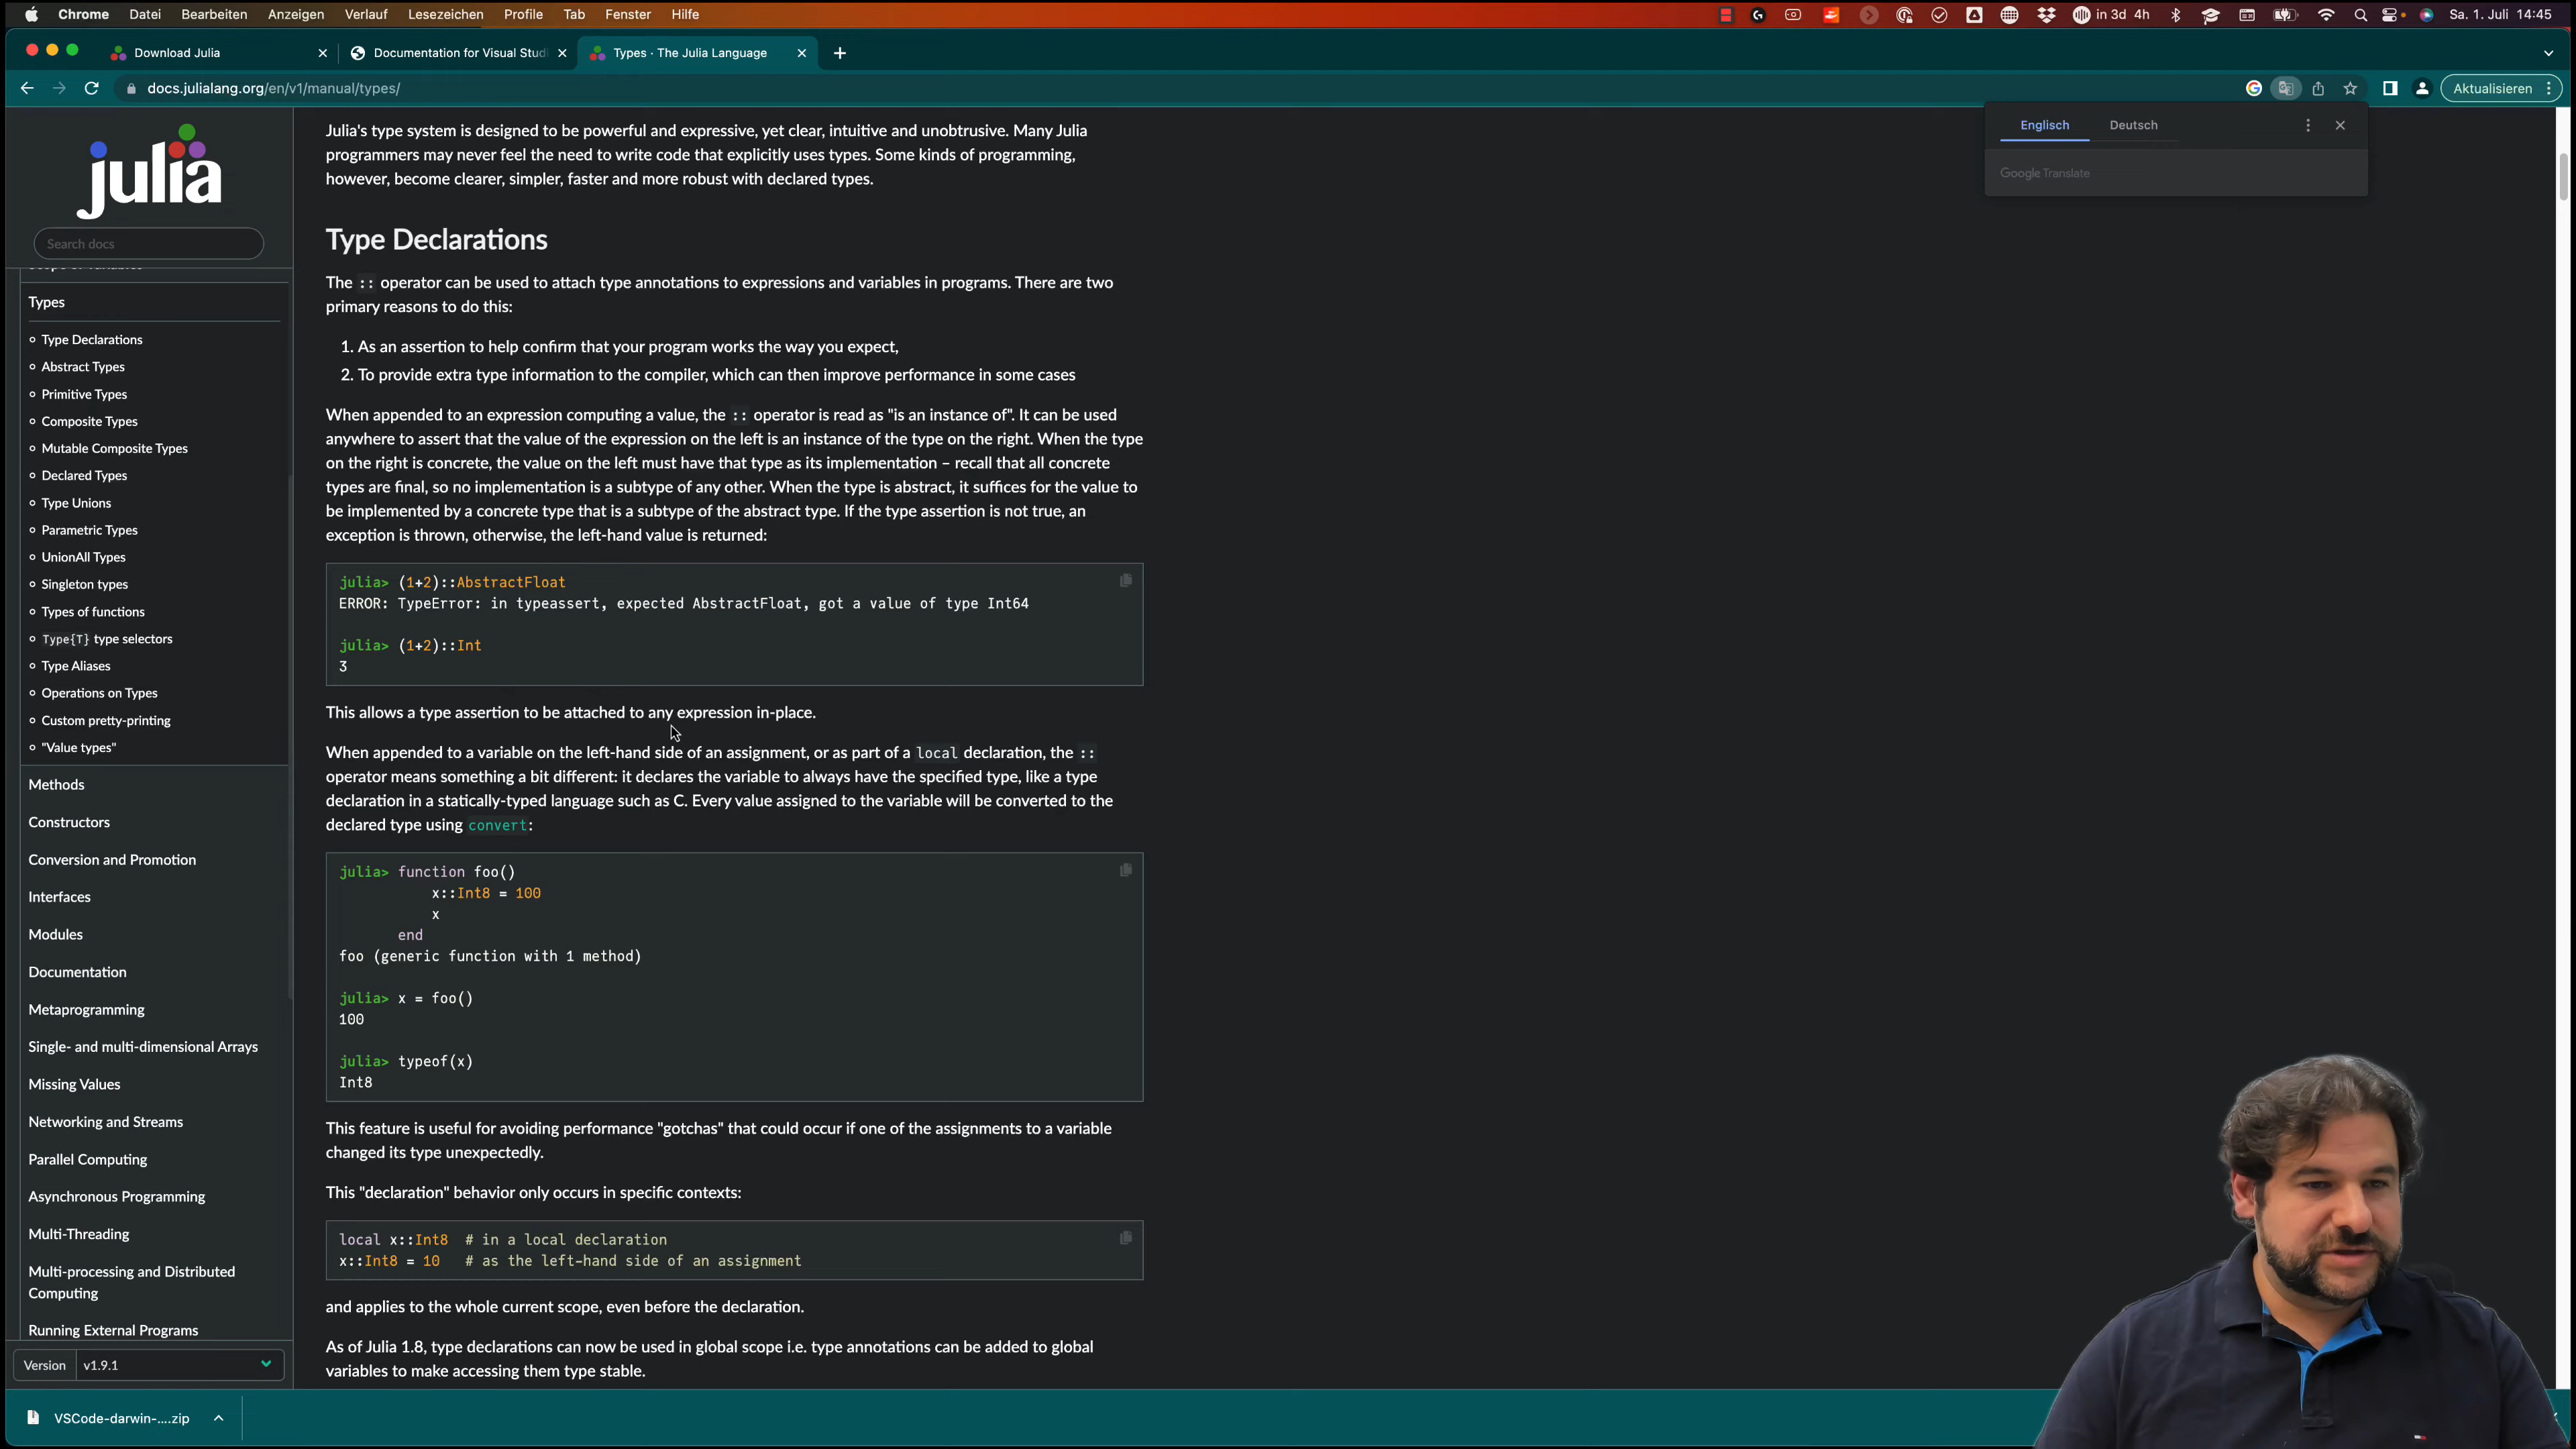 Chrome Datei Bearbeiten Anzeigen Verlauf Lesezeichen Profile Tab Fenster Hilfe in 3d 4h Sa. 1. Juli 14:45
Download Julia Documentation for Visual Studi Types · The Julia Language
docs.julialang.org/en/v1/manual/types/ Aktualisieren
Englisch Deutsch
Google Translate
julia
Search docs
Types
Type Declarations
Abstract Types
Primitive Types
Composite Types
Mutable Composite Types
Declared Types
Type Unions
Parametric Types
UnionAll Types
Singleton types
Types of functions
Type{T} type selectors
Type Aliases
Operations on Types
Custom pretty-printing
"Value types"
Methods
Constructors
Conversion and Promotion
Interfaces
Modules
Documentation
Metaprogramming
Single- and multi-dimensional Arrays
Missing Values
Networking and Streams
Parallel Computing
Asynchronous Programming
Multi-Threading
Multi-processing and Distributed
Computing
Running External Programs
Version v1.9.1
Julia's type system is designed to be powerful and expressive, yet clear, intuitive and unobtrusive. Many Julia
programmers may never feel the need to write code that explicitly uses types. Some kinds of programming,
however, become clearer, simpler, faster and more robust with declared types.
Type Declarations
The :: operator can be used to attach type annotations to expressions and variables in programs. There are two
primary reasons to do this:
1. As an assertion to help confirm that your program works the way you expect,
2. To provide extra type information to the compiler, which can then improve performance in some cases
When appended to an expression computing a value, the :: operator is read as "is an instance of". It can be used
anywhere to assert that the value of the expression on the left is an instance of the type on the right. When the type
on the right is concrete, the value on the left must have that type as its implementation – recall that all concrete
types are final, so no implementation is a subtype of any other. When the type is abstract, it suffices for the value to
be implemented by a concrete type that is a subtype of the abstract type. If the type assertion is not true, an
exception is thrown, otherwise, the left-hand value is returned:
julia> (1+2)::AbstractFloat
ERROR: TypeError: in typeassert, expected AbstractFloat, got a value of type Int64
julia> (1+2)::Int
3
This allows a type assertion to be attached to any expression in-place.
When appended to a variable on the left-hand side of an assignment, or as part of a local declaration, the ::
operator means something a bit different: it declares the variable to always have the specified type, like a type
declaration in a statically-typed language such as C. Every value assigned to the variable will be converted to the
declared type using convert:
julia> function foo()
x::Int8 = 100
x
end
foo (generic function with 1 method)
julia> x = foo()
100
julia> typeof(x)
Int8
This feature is useful for avoiding performance "gotchas" that could occur if one of the assignments to a variable
changed its type unexpectedly.
This "declaration" behavior only occurs in specific contexts:
local x::Int8 # in a local declaration
x::Int8 = 10 # as the left-hand side of an assignment
and applies to the whole current scope, even before the declaration.
As of Julia 1.8, type declarations can now be used in global scope i.e. type annotations can be added to global
variables to make accessing them type stable.
VSCode-darwin-....zip